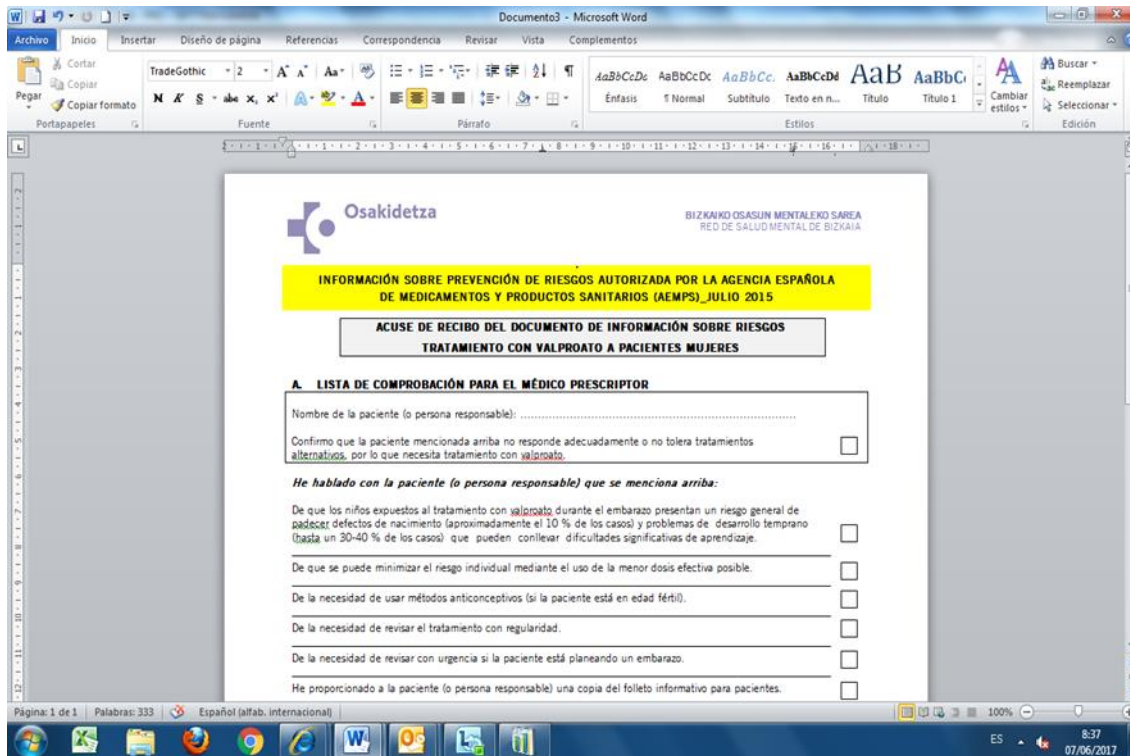 Documento3 - Microsoft Word
Archivo Inicio Insertar Diseño de página Referencias Correspondencia Revisar Vista Complementos
Pegar
Cortar
Copiar
Copiar formato
Portapapeles
TradeGothic 2
N K S abc x, x²
Fuente
Párrafo
AaBbCcDc AaBbCcDc AaBbCc. AaBbCcDd AaB AaBbC
Énfasis ¶ Normal Subtítulo Texto en n... Título Título 1
Cambiar estilos
Estilos
Buscar
Reemplazar
Seleccionar
Edición
Osakidetza
BIZKAIKO OSASUN MENTALEKO SAREA
RED DE SALUD MENTAL DE BIZKAIA
INFORMACIÓN SOBRE PREVENCIÓN DE RIESGOS AUTORIZADA POR LA AGENCIA ESPAÑOLA
DE MEDICAMENTOS Y PRODUCTOS SANITARIOS (AEMPS)_JULIO 2015
ACUSE DE RECIBO DEL DOCUMENTO DE INFORMACIÓN SOBRE RIESGOS
TRATAMIENTO CON VALPROATO A PACIENTES MUJERES
A. LISTA DE COMPROBACIÓN PARA EL MÉDICO PRESCRIPTOR
Nombre de la paciente (o persona responsable): ..........................................................................
Confirmo que la paciente mencionada arriba no responde adecuadamente o no tolera tratamientos
alternativos, por lo que necesita tratamiento con valproato.
He hablado con la paciente (o persona responsable) que se menciona arriba:
De que los niños expuestos al tratamiento con valproato durante el embarazo presentan un riesgo general de
padecer defectos de nacimiento (aproximadamente el 10 % de los casos) y problemas de desarrollo temprano
(hasta un 30-40 % de los casos) que pueden conllevar dificultades significativas de aprendizaje.
De que se puede minimizar el riesgo individual mediante el uso de la menor dosis efectiva posible.
De la necesidad de usar métodos anticonceptivos (si la paciente está en edad fértil).
De la necesidad de revisar el tratamiento con regularidad.
De la necesidad de revisar con urgencia si la paciente está planeando un embarazo.
He proporcionado a la paciente (o persona responsable) una copia del folleto informativo para pacientes.
Página: 1 de 1 Palabras: 333 Español (alfab. internacional) 100%
ES 8:37
07/06/2017